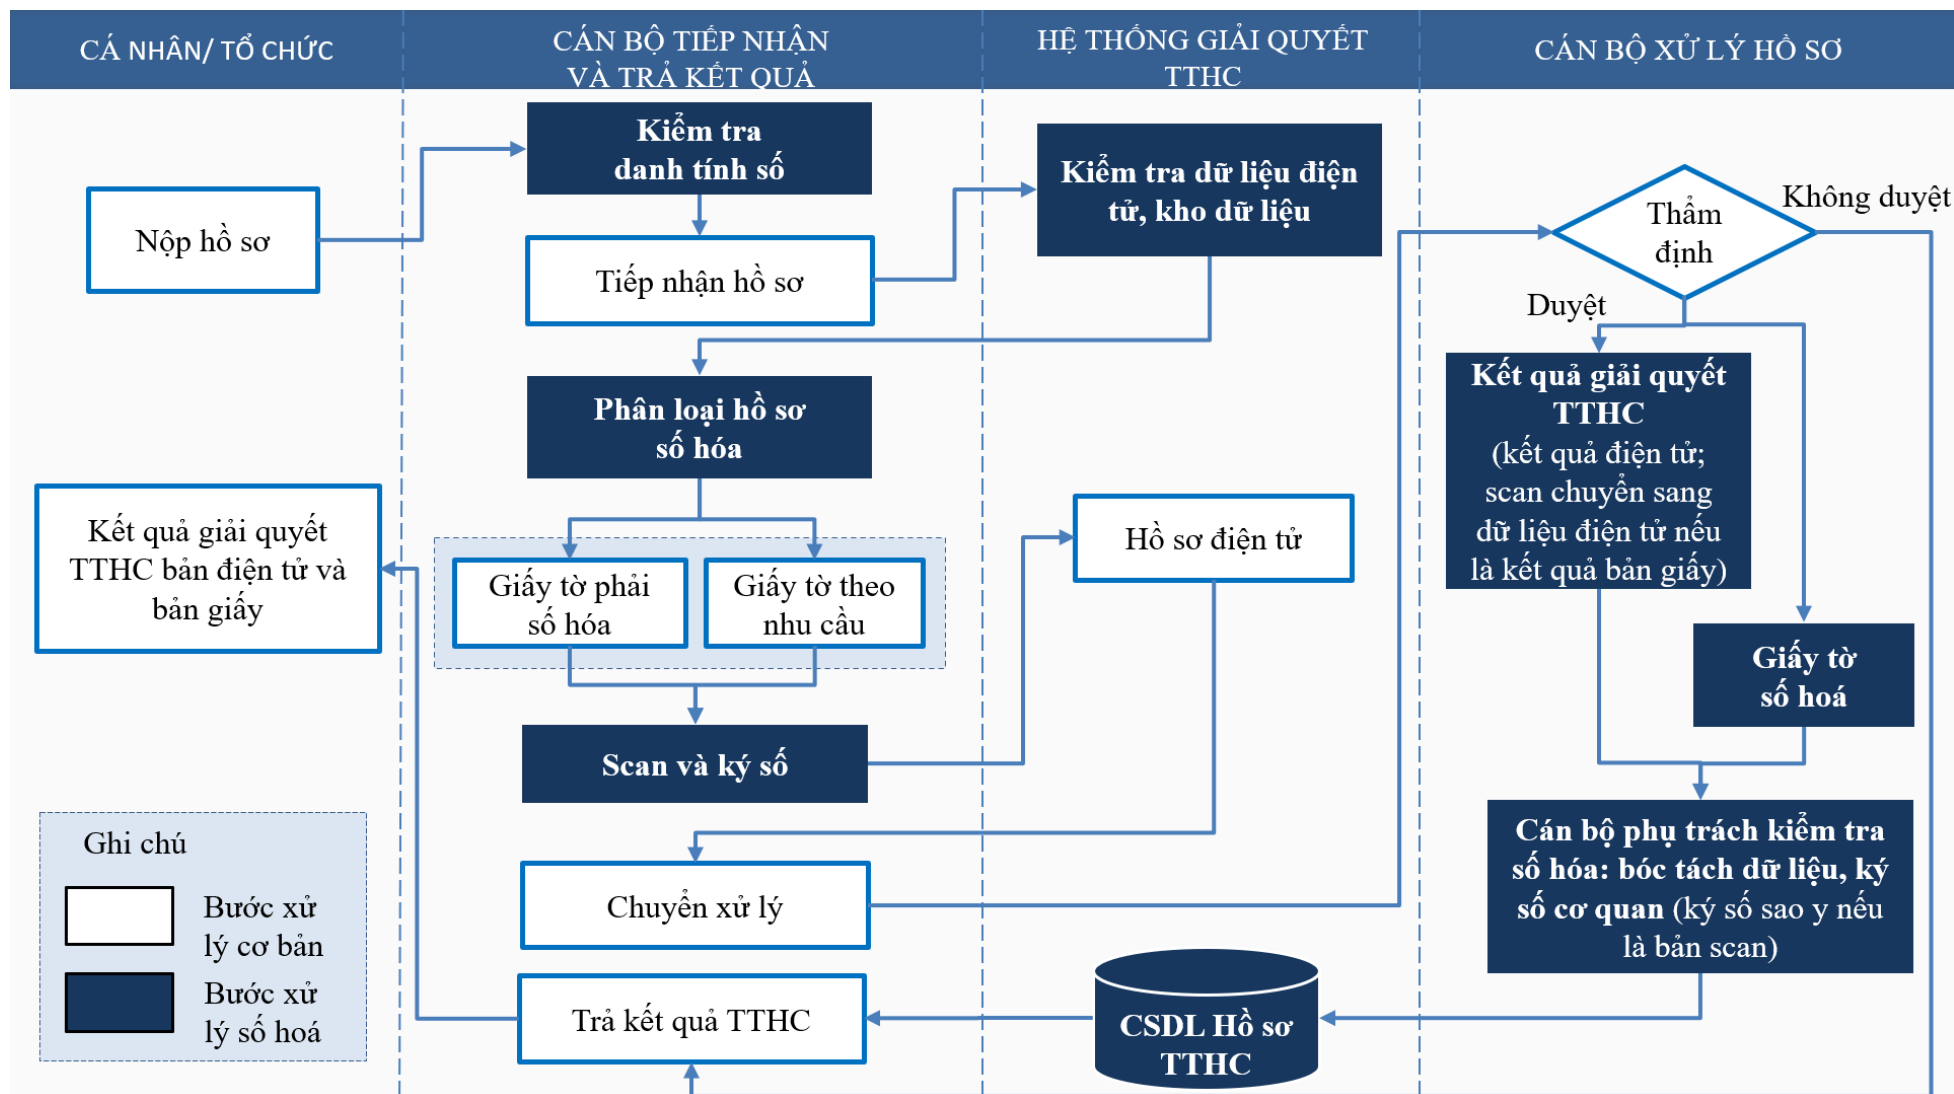 CÁ NHÂN/ TỔ CHỨC
CÁN BỘ TIẾP NHẬN
VÀ TRẢ KẾT QUẢ
HỆ THỐNG GIẢI QUYẾT
TTHC
CÁN BỘ XỬ LÝ HỒ SƠ
Nộp hồ sơ
Kiểm tra
danh tính số
Tiếp nhận hồ sơ
Kiểm tra dữ liệu điện
tử, kho dữ liệu
Thẩm
định
Không duyệt
Duyệt
Phân loại hồ sơ
số hóa
Kết quả giải quyết
TTHC
(kết quả điện tử;
scan chuyển sang
dữ liệu điện tử nếu
là kết quả bản giấy)
Kết quả giải quyết
TTHC bản điện tử và
bản giấy
Giấy tờ phải
số hóa
Giấy tờ theo
nhu cầu
Hồ sơ điện tử
Giấy tờ
số hoá
Scan và ký số
Cán bộ phụ trách kiểm tra
số hóa: bóc tách dữ liệu, ký
số cơ quan (ký số sao y nếu
là bản scan)
Chuyển xử lý
Trả kết quả TTHC
CSDL Hồ sơ
TTHC
Ghi chú
Bước xử
lý cơ bản
Bước xử
lý số hoá